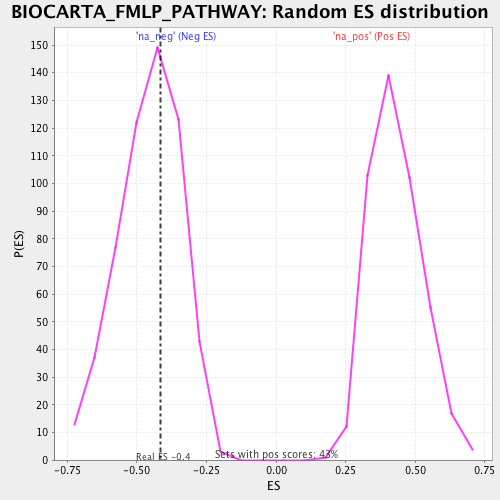 BIOCARTA_FMLP_PATHWAY: Random ES distribution
'na_neg' (Neg ES)
'na_pos' (Pos ES)
150
140
130
120
110
100
90
80
70
60
50
40
30
20
10
0
P(ES)
Real ES -0.4
Sets with pos scores: 43%
-0.75 -0.50 -0.25 0.00 0.25 0.50 0.75
ES